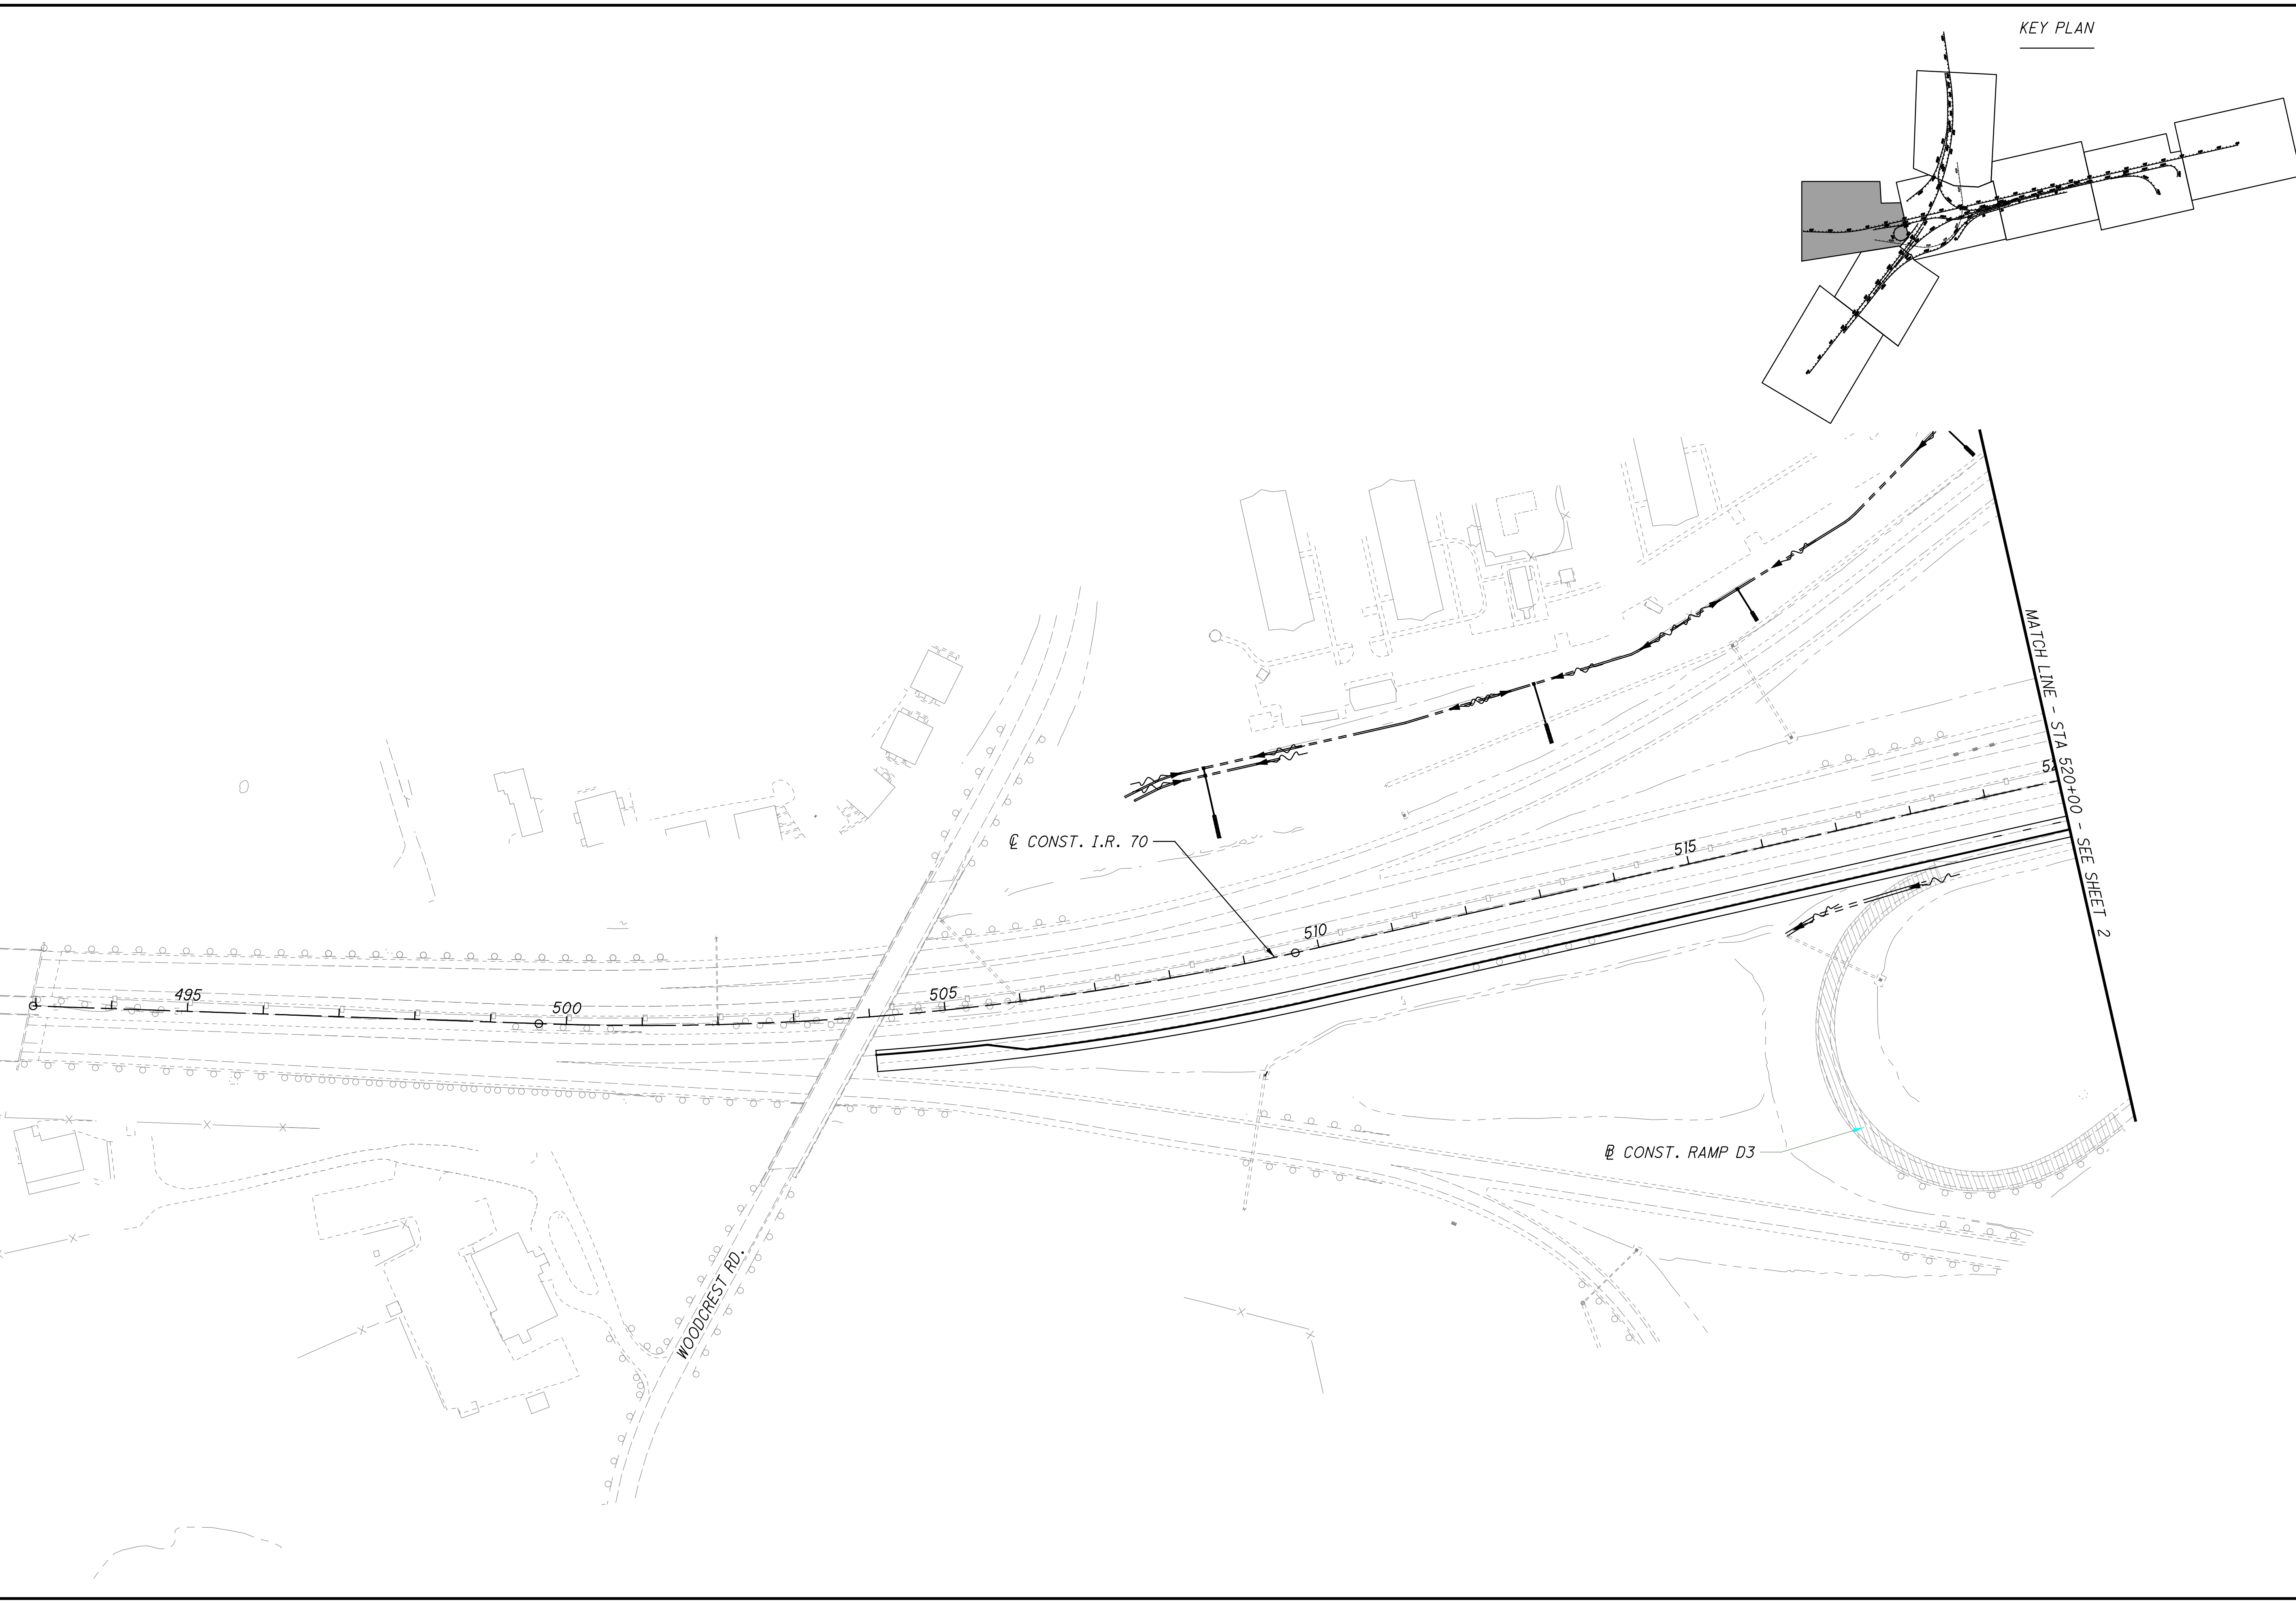 KEY PLAN
MATCH LINE - STA 520+00 - SEE SHEET 2
52
℄ CONST. I.R. 70
515
510
505
500
495
CONST. RAMP D3
WOODCREST RD.